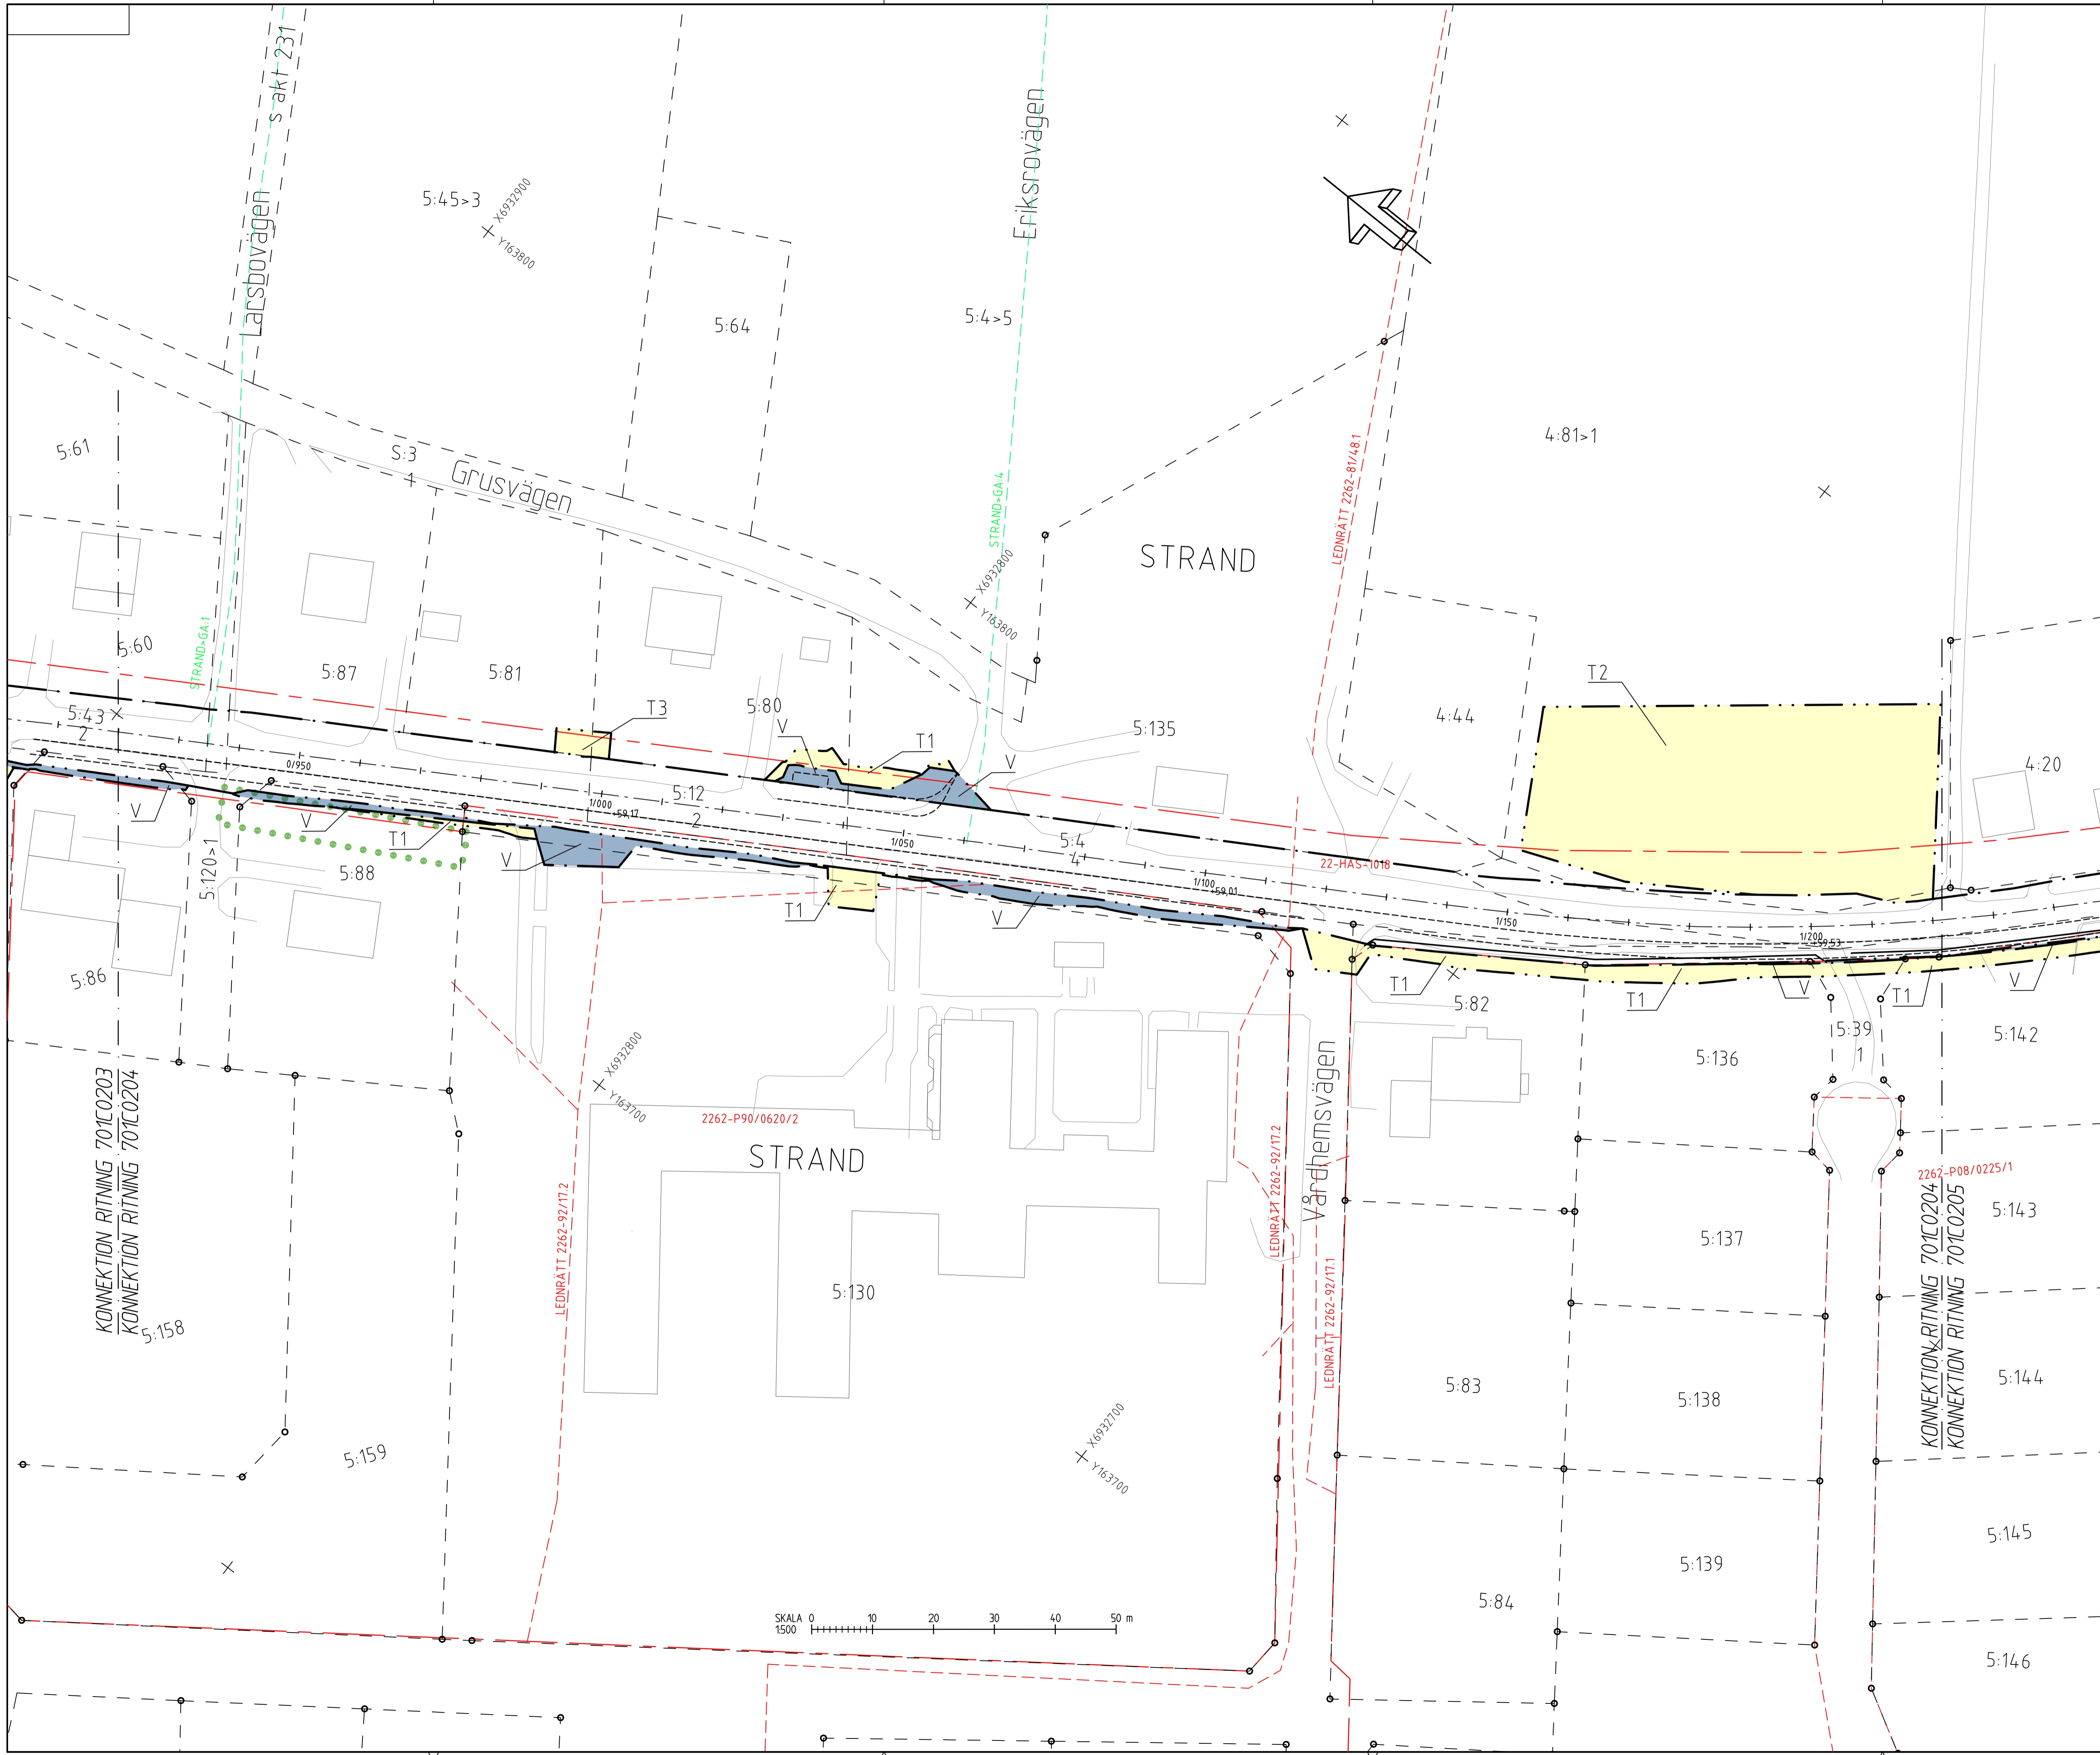 s akt 231
Larsbovägen
5:45>3
X6932900
Y163800
Eriksrovägen
5:64
5:4>5
5:61
S:3
1
Grusvägen
4:81>1
LEDNRÄTT 2262-81/48.1
STRAND>GA:4
STRAND
X6932800
Y163800
5:60
STRAND>GA:1
5:87
5:81
T3
5:80
V
T1
V
5:135
4:44
T2
4:20
5:43
2
0/950
1/000
+59,17
5:12
2
1/050
5:4
4
22-HAS-1018
1/100
+59,01
1/150
1/200
+59,53
V
V
T1
V
T1
V
T1
T1
V
T1
V
5:120>1
5:88
5:86
5:82
5:39
1
5:142
5:136
KONNEKTION RITNING 701C0203
KONNEKTION RITNING 701C0204
X6932800
Y163700
2262-P90/0620/2
STRAND
LEDNRÄTT 2262-92/17.2
LEDNRÄTT 2262-92/17.2
Vårdhemsvägen
LEDNRÄTT 2262-92/17.1
2262-P08/0225/1
KONNEKTION RITNING 701C0204
KONNEKTION RITNING 701C0205
5:143
5:137
5:130
5:158
5:159
5:83
5:138
5:144
X6932700
Y163700
5:145
5:139
5:84
5:146
SKALA 0 10 20 30 40 50 m
1:500